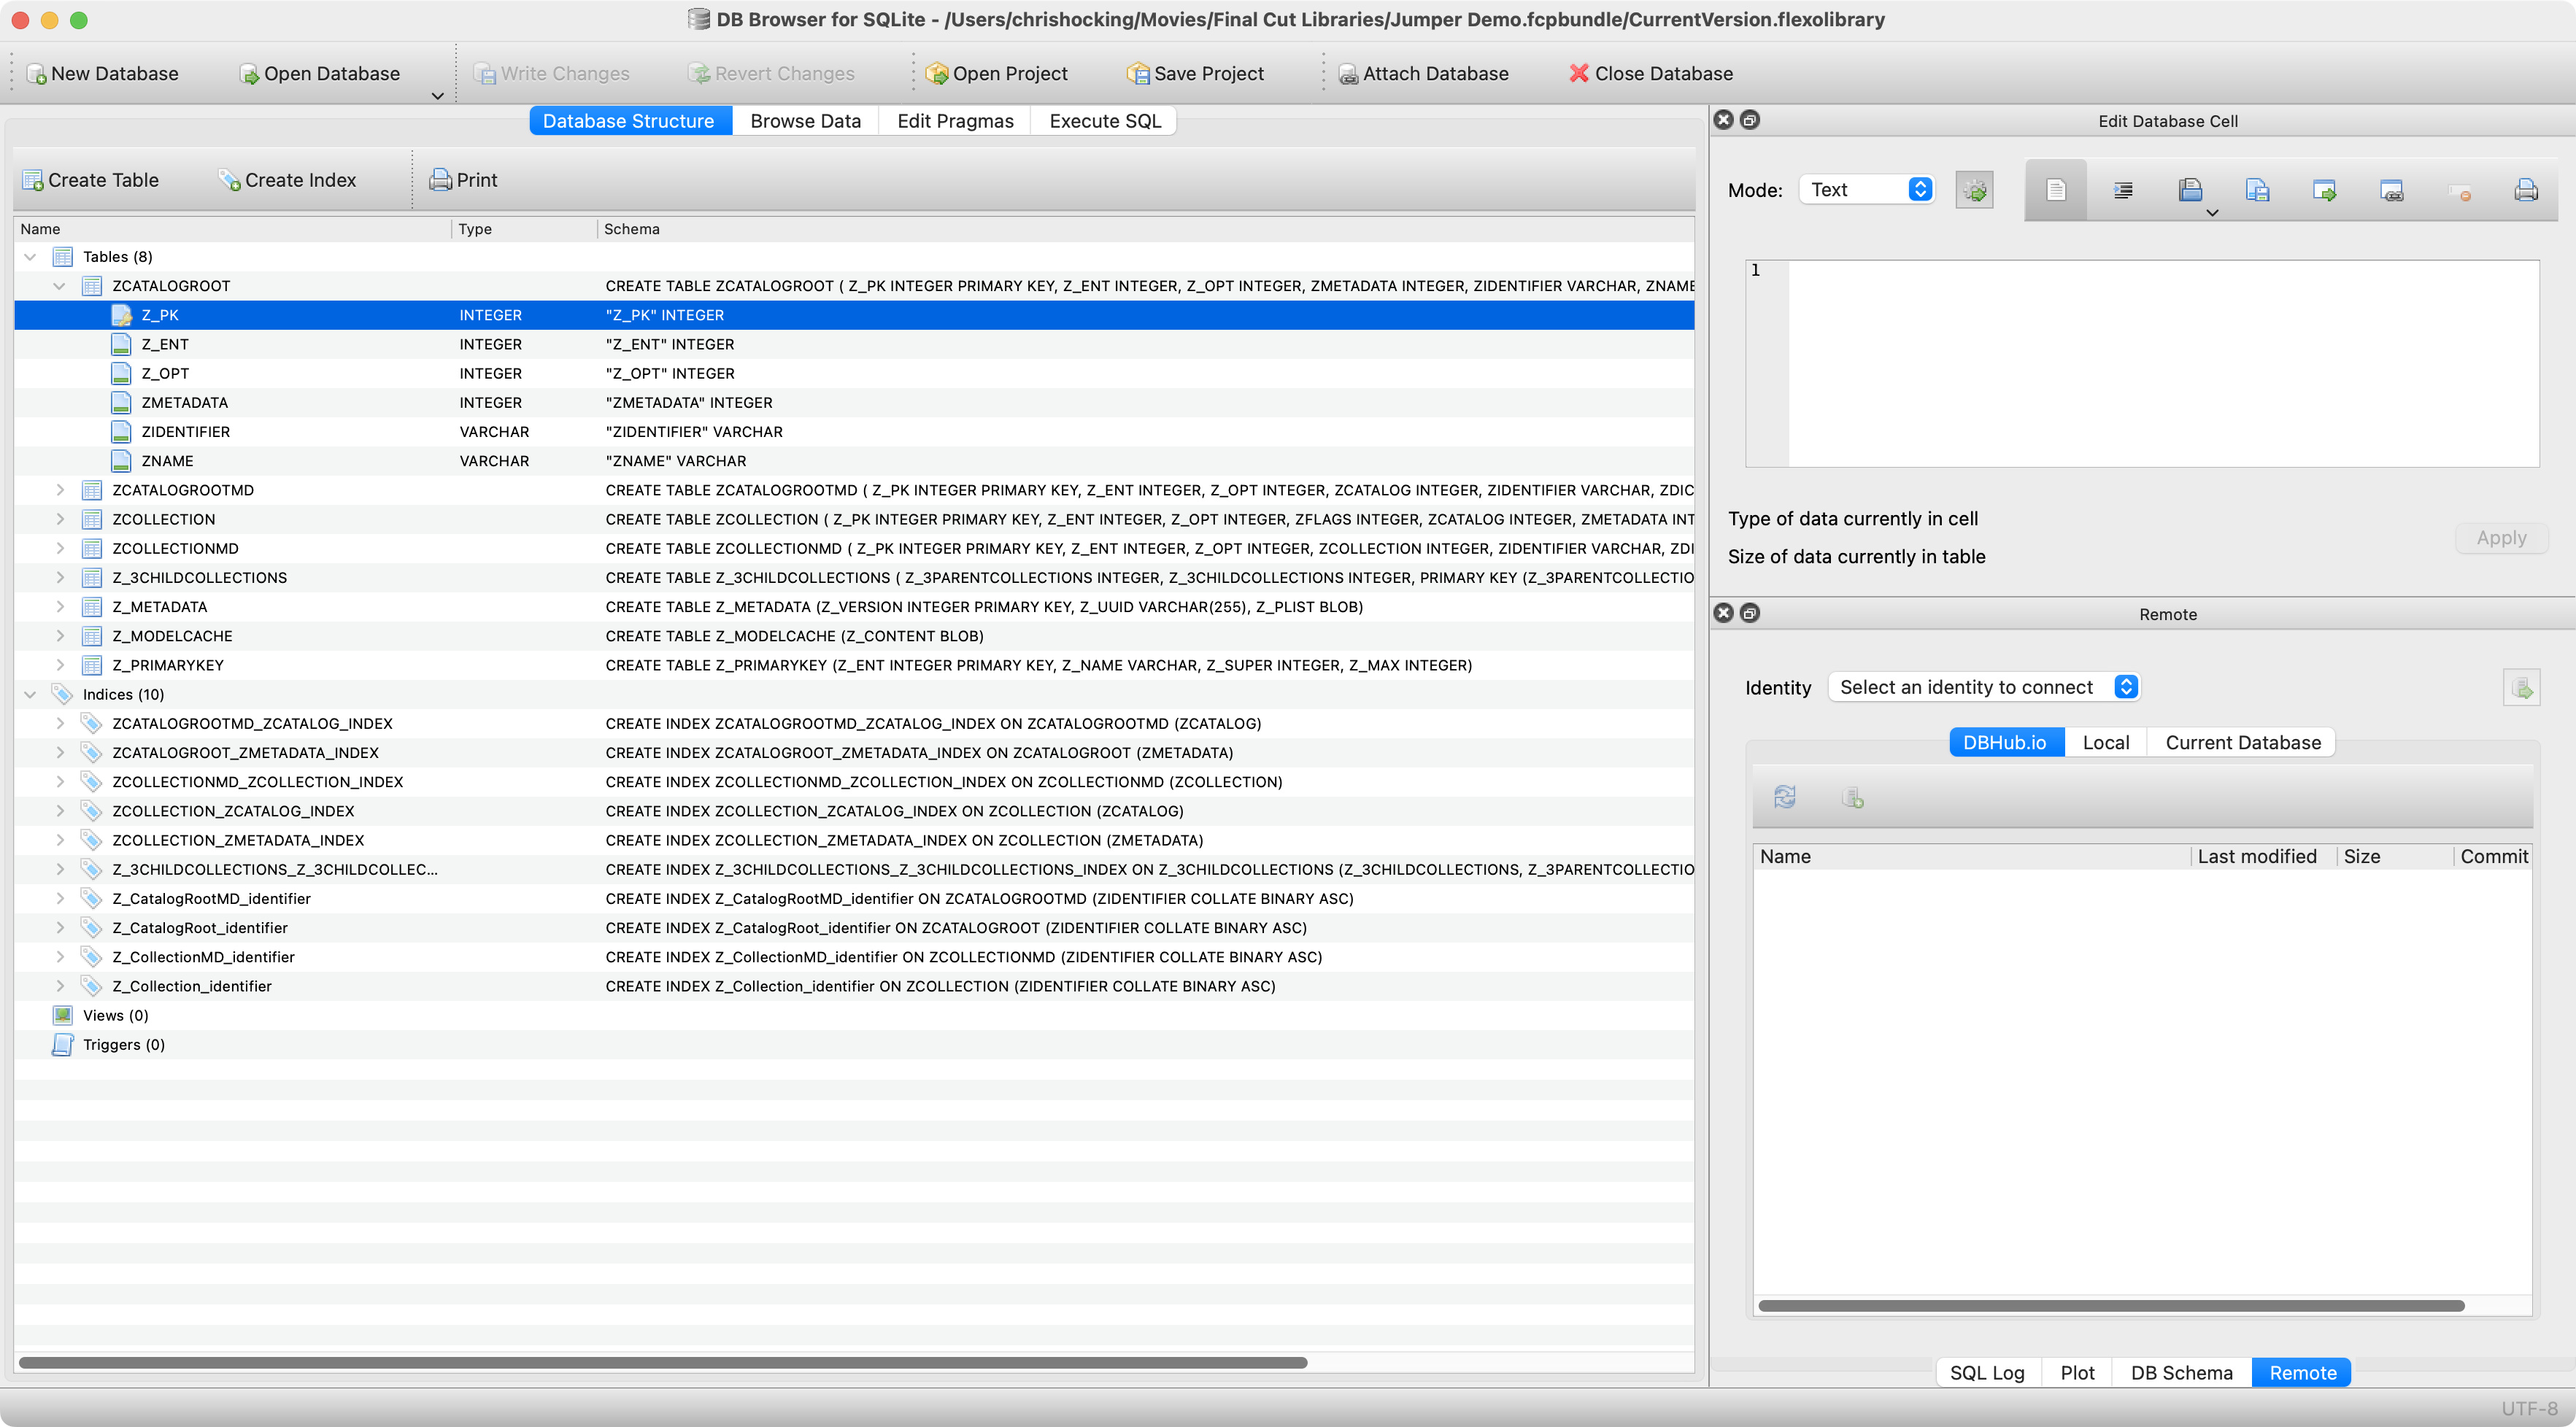 DB Browser for SQLite - /Users/chrishocking/Movies/Final Cut Libraries/Jumper Demo.fcpbundle/CurrentVersion.flexolibrary
New Database Open Database Write Changes Revert Changes Open Project Save Project Attach Database Close Database
Database Structure Browse Data Edit Pragmas Execute SQL
Create Table Create Index Print
Name Type Schema
Tables (8)
ZCATALOGROOT CREATE TABLE ZCATALOGROOT ( Z_PK INTEGER PRIMARY KEY, Z_ENT INTEGER, Z_OPT INTEGER, ZMETADATA INTEGER, ZIDENTIFIER VARCHAR, ZNAME
Z_PK INTEGER "Z_PK" INTEGER
Z_ENT INTEGER "Z_ENT" INTEGER
Z_OPT INTEGER "Z_OPT" INTEGER
ZMETADATA INTEGER "ZMETADATA" INTEGER
ZIDENTIFIER VARCHAR "ZIDENTIFIER" VARCHAR
ZNAME VARCHAR "ZNAME" VARCHAR
ZCATALOGROOTMD CREATE TABLE ZCATALOGROOTMD ( Z_PK INTEGER PRIMARY KEY, Z_ENT INTEGER, Z_OPT INTEGER, ZCATALOG INTEGER, ZIDENTIFIER VARCHAR, ZDIC
ZCOLLECTION CREATE TABLE ZCOLLECTION ( Z_PK INTEGER PRIMARY KEY, Z_ENT INTEGER, Z_OPT INTEGER, ZFLAGS INTEGER, ZCATALOG INTEGER, ZMETADATA INT
ZCOLLECTIONMD CREATE TABLE ZCOLLECTIONMD ( Z_PK INTEGER PRIMARY KEY, Z_ENT INTEGER, Z_OPT INTEGER, ZCOLLECTION INTEGER, ZIDENTIFIER VARCHAR, ZDI
Z_3CHILDCOLLECTIONS CREATE TABLE Z_3CHILDCOLLECTIONS ( Z_3PARENTCOLLECTIONS INTEGER, Z_3CHILDCOLLECTIONS INTEGER, PRIMARY KEY (Z_3PARENTCOLLECTIO
Z_METADATA CREATE TABLE Z_METADATA (Z_VERSION INTEGER PRIMARY KEY, Z_UUID VARCHAR(255), Z_PLIST BLOB)
Z_MODELCACHE CREATE TABLE Z_MODELCACHE (Z_CONTENT BLOB)
Z_PRIMARYKEY CREATE TABLE Z_PRIMARYKEY (Z_ENT INTEGER PRIMARY KEY, Z_NAME VARCHAR, Z_SUPER INTEGER, Z_MAX INTEGER)
Indices (10)
ZCATALOGROOTMD_ZCATALOG_INDEX CREATE INDEX ZCATALOGROOTMD_ZCATALOG_INDEX ON ZCATALOGROOTMD (ZCATALOG)
ZCATALOGROOT_ZMETADATA_INDEX CREATE INDEX ZCATALOGROOT_ZMETADATA_INDEX ON ZCATALOGROOT (ZMETADATA)
ZCOLLECTIONMD_ZCOLLECTION_INDEX CREATE INDEX ZCOLLECTIONMD_ZCOLLECTION_INDEX ON ZCOLLECTIONMD (ZCOLLECTION)
ZCOLLECTION_ZCATALOG_INDEX CREATE INDEX ZCOLLECTION_ZCATALOG_INDEX ON ZCOLLECTION (ZCATALOG)
ZCOLLECTION_ZMETADATA_INDEX CREATE INDEX ZCOLLECTION_ZMETADATA_INDEX ON ZCOLLECTION (ZMETADATA)
Z_3CHILDCOLLECTIONS_Z_3CHILDCOLLEC... CREATE INDEX Z_3CHILDCOLLECTIONS_Z_3CHILDCOLLECTIONS_INDEX ON Z_3CHILDCOLLECTIONS (Z_3CHILDCOLLECTIONS, Z_3PARENTCOLLECTIO
Z_CatalogRootMD_identifier CREATE INDEX Z_CatalogRootMD_identifier ON ZCATALOGROOTMD (ZIDENTIFIER COLLATE BINARY ASC)
Z_CatalogRoot_identifier CREATE INDEX Z_CatalogRoot_identifier ON ZCATALOGROOT (ZIDENTIFIER COLLATE BINARY ASC)
Z_CollectionMD_identifier CREATE INDEX Z_CollectionMD_identifier ON ZCOLLECTIONMD (ZIDENTIFIER COLLATE BINARY ASC)
Z_Collection_identifier CREATE INDEX Z_Collection_identifier ON ZCOLLECTION (ZIDENTIFIER COLLATE BINARY ASC)
Views (0)
Triggers (0)
Edit Database Cell
Mode: Text
1
Type of data currently in cell
Size of data currently in table
Apply
Remote
Identity Select an identity to connect
DBHub.io Local Current Database
Name Last modified Size Commit
SQL Log Plot DB Schema Remote
UTF-8